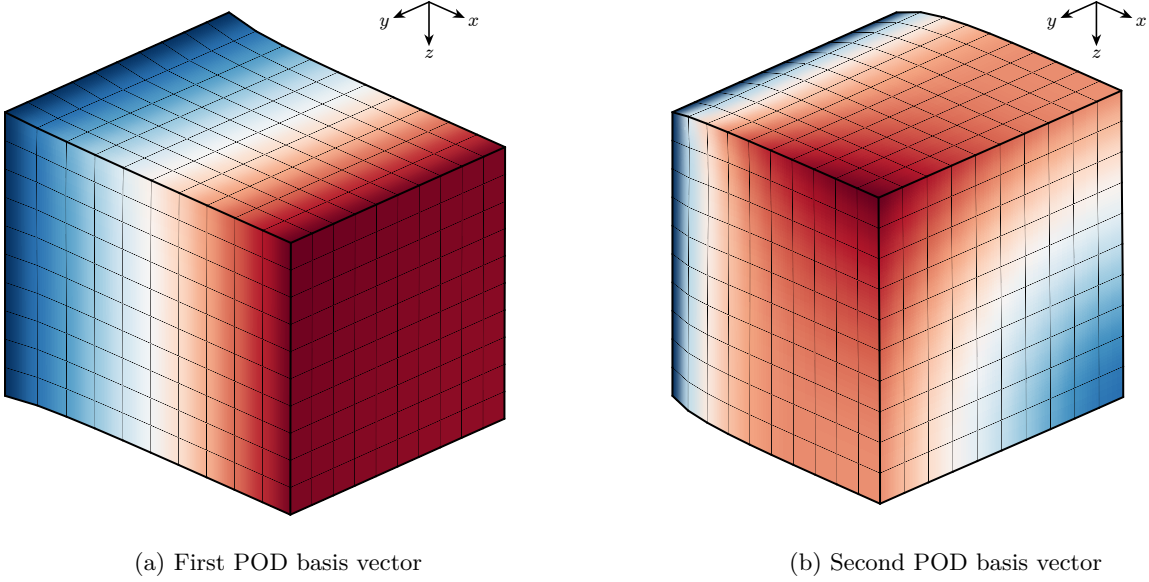 y x
z
y x
z
(a) First POD basis vector
(b) Second POD basis vector